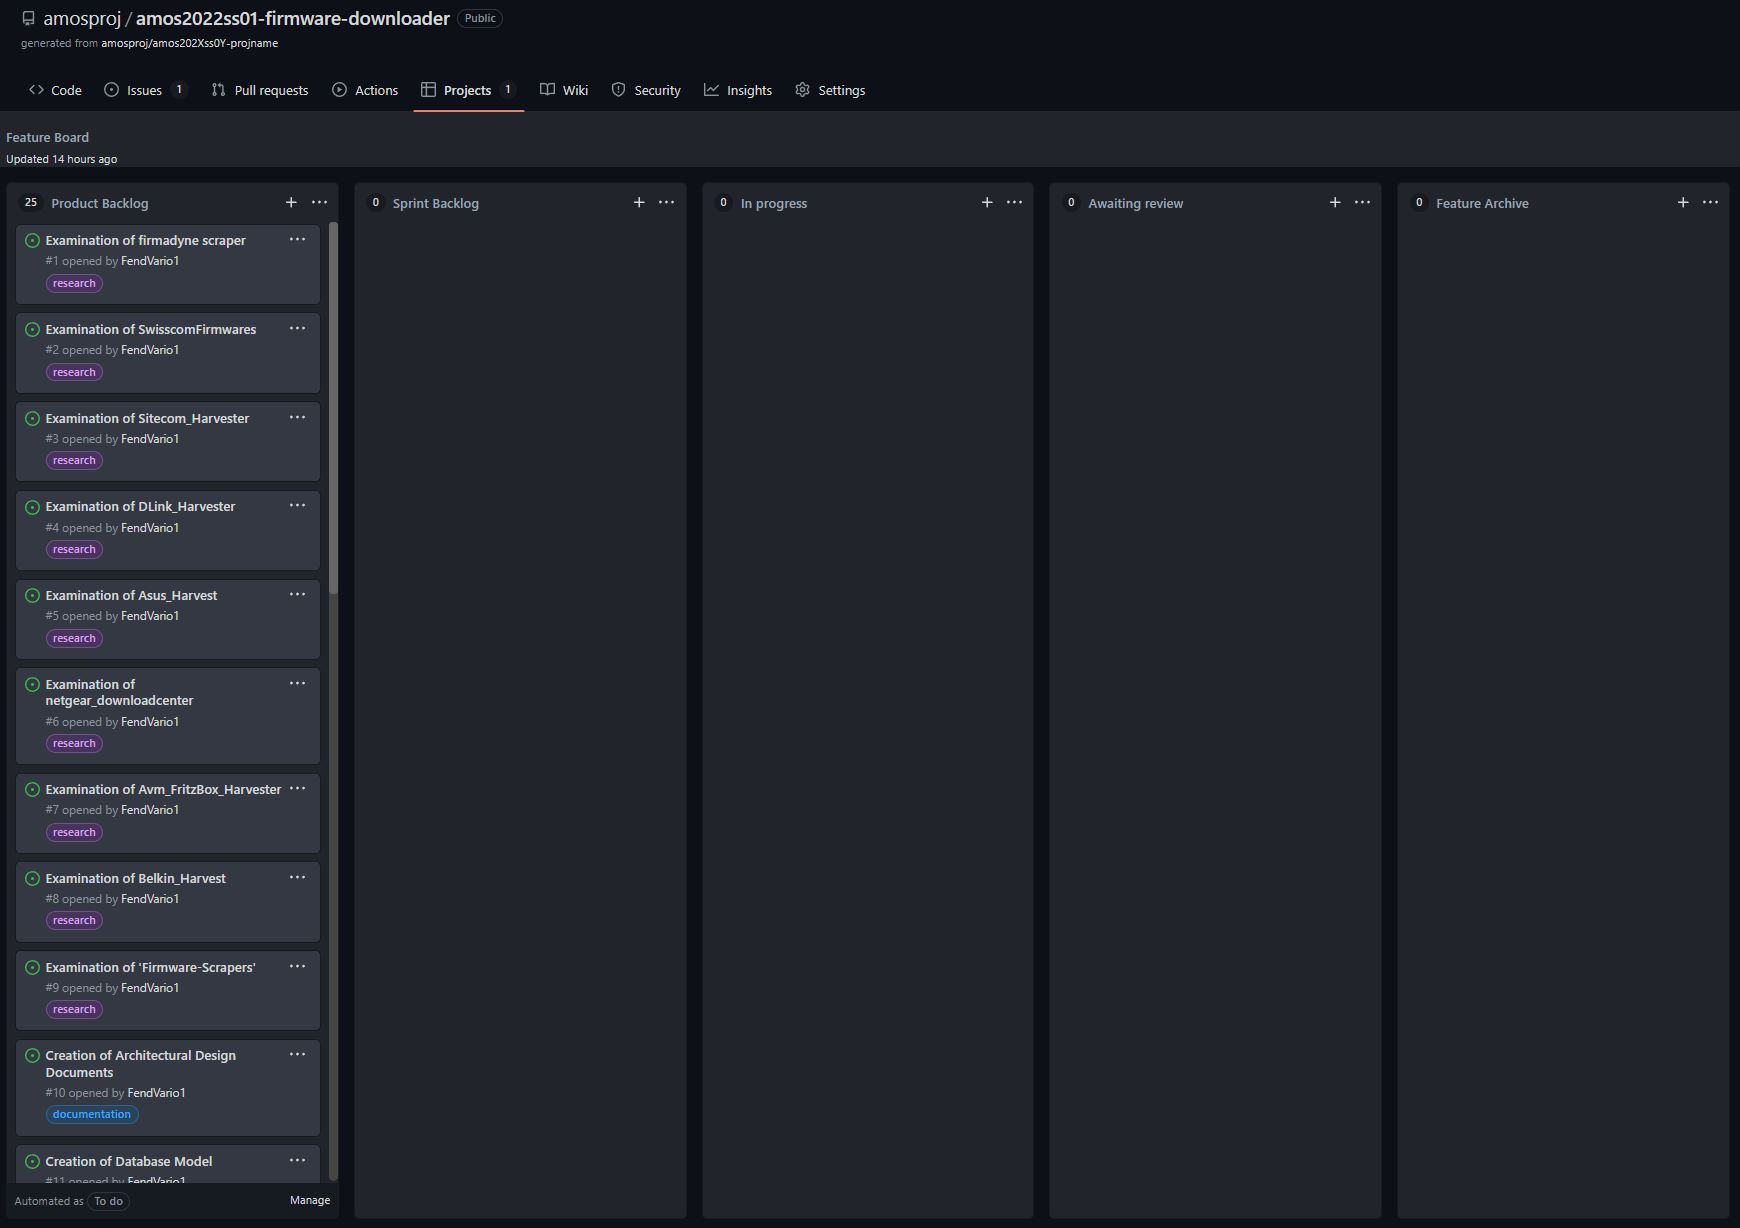 amosproj / amos2022ss01-firmware-downloader Public
generated from amosproj/amos202Xss0Y-projname
Code Issues 1 Pull requests Actions Projects 1 Wiki Security Insights Settings
Feature Board
Updated 14 hours ago
25 Product Backlog
Examination of firmadyne scraper
#1 opened by FendVario1
research
Examination of SwisscomFirmwares
#2 opened by FendVario1
research
Examination of Sitecom_Harvester
#3 opened by FendVario1
research
Examination of DLink_Harvester
#4 opened by FendVario1
research
Examination of Asus_Harvest
#5 opened by FendVario1
research
Examination of
netgear_downloadcenter
#6 opened by FendVario1
research
Examination of Avm_FritzBox_Harvester
#7 opened by FendVario1
research
Examination of Belkin_Harvest
#8 opened by FendVario1
research
Examination of 'Firmware-Scrapers'
#9 opened by FendVario1
research
Creation of Architectural Design
Documents
#10 opened by FendVario1
documentation
Creation of Database Model
#11 opened by FendVario1
Automated as To do Manage
0 Sprint Backlog
0 In progress
0 Awaiting review
0 Feature Archive